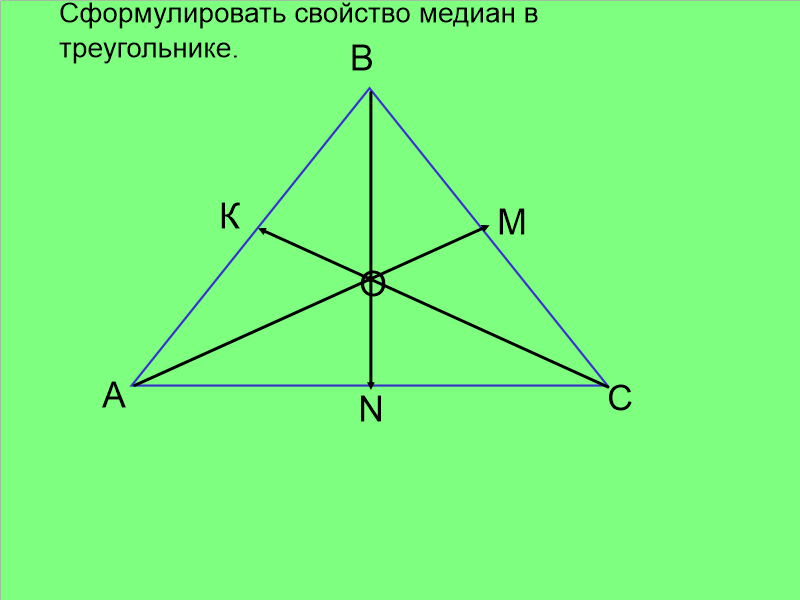 Сформулировать свойство медиан в
треугольнике.
В
К
М
О
А
N
С